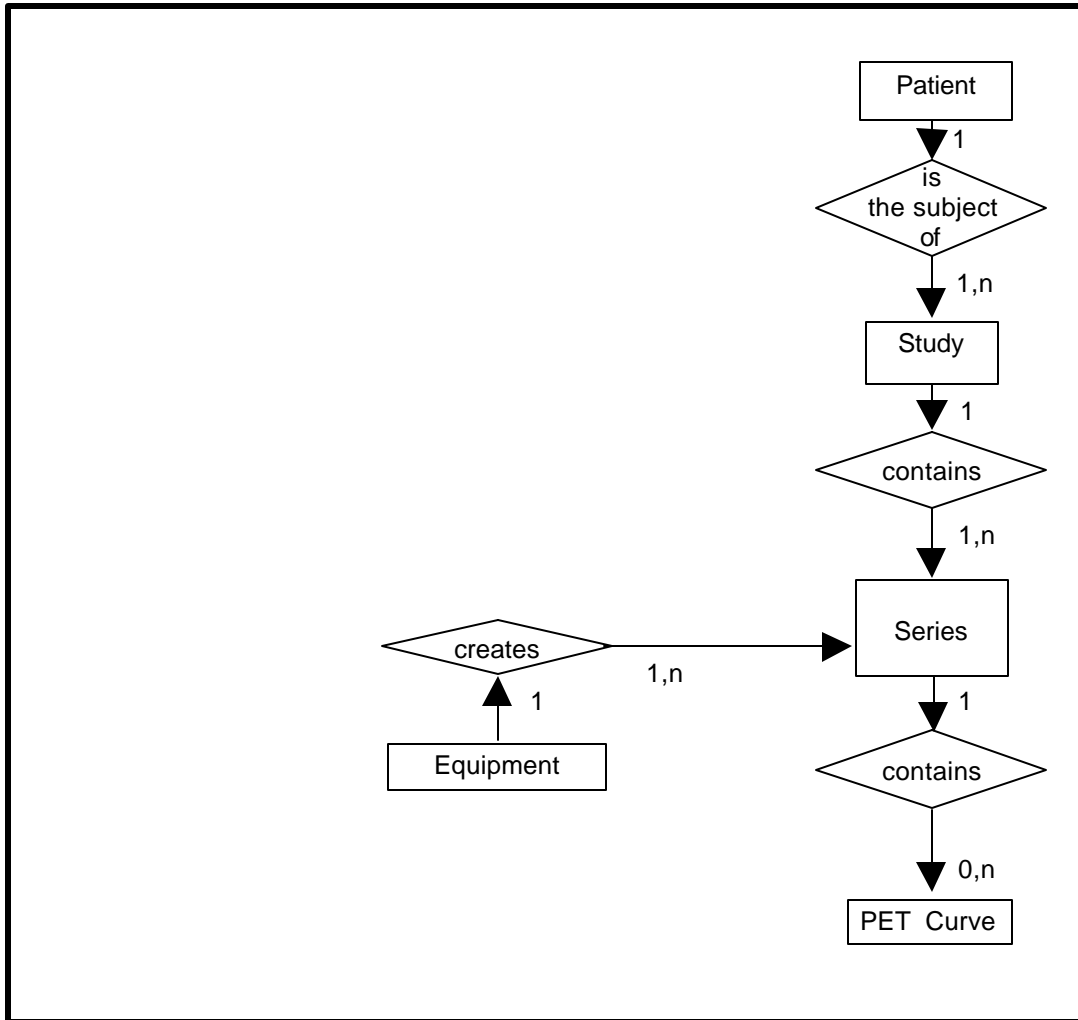 Patient
1
is
the subject
of
1,n
Study
1
contains
1,n
Series
creates
1,n
1
1
Equipment
contains
0,n
PET Curve